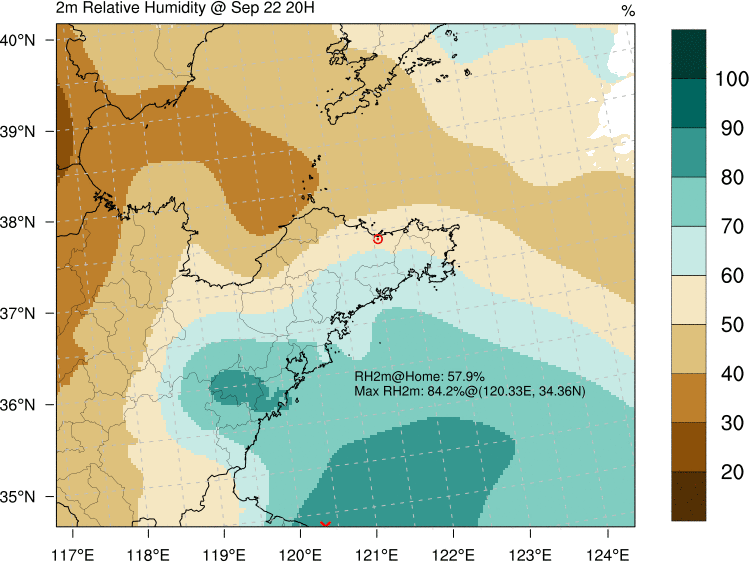 2m Relative Humidity @ Sep 22 20H
%
40°N
39°N
38°N
37°N
36°N
35°N
117°E
118°E
119°E
120°E
121°E
122°E
123°E
124°E
RH2m@Home: 57.9%
Max RH2m: 84.2%@(120.33E, 34.36N)
100
90
80
70
60
50
40
30
20